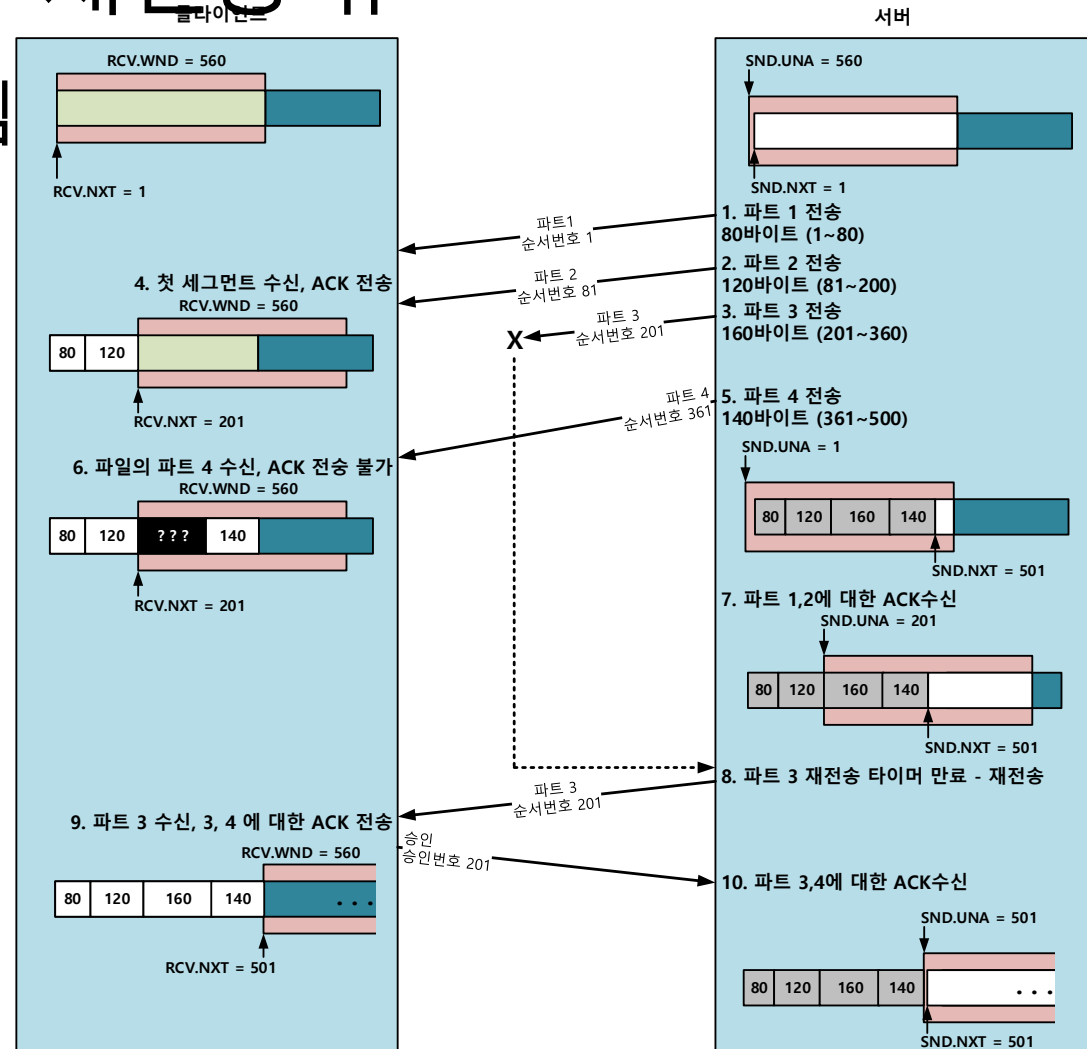 클라이언트
서버
RCV.WND = 560
RCV.NXT = 1
SND.UNA = 560
SND.NXT = 1
1. 파트 1 전송
80바이트 (1~80)
파트1
순서번호 1
2. 파트 2 전송
120바이트 (81~200)
파트 2
순서번호 81
3. 파트 3 전송
160바이트 (201~360)
파트 3
순서번호 201
X
4. 첫 세그먼트 수신, ACK 전송
RCV.WND = 560
80 120
RCV.NXT = 201
5. 파트 4 전송
140바이트 (361~500)
파트 4
순서번호 361
SND.UNA = 1
80 120 160 140
SND.NXT = 501
6. 파일의 파트 4 수신, ACK 전숭 불가
RCV.WND = 560
80 120 ? ? ? 140
RCV.NXT = 201
7. 파트 1,2에 대한 ACK수신
SND.UNA = 201
80 120 160 140
SND.NXT = 501
8. 파트 3 재전송 타이머 만료 - 재전송
파트 3
순서번호 201
9. 파트 3 수신, 3, 4 에 대한 ACK 전송
승인
승인번호 201
RCV.WND = 560
80 120 160 140 . . .
RCV.NXT = 501
10. 파트 3,4에 대한 ACK수신
SND.UNA = 501
80 120 160 140 . . .
SND.NXT = 501